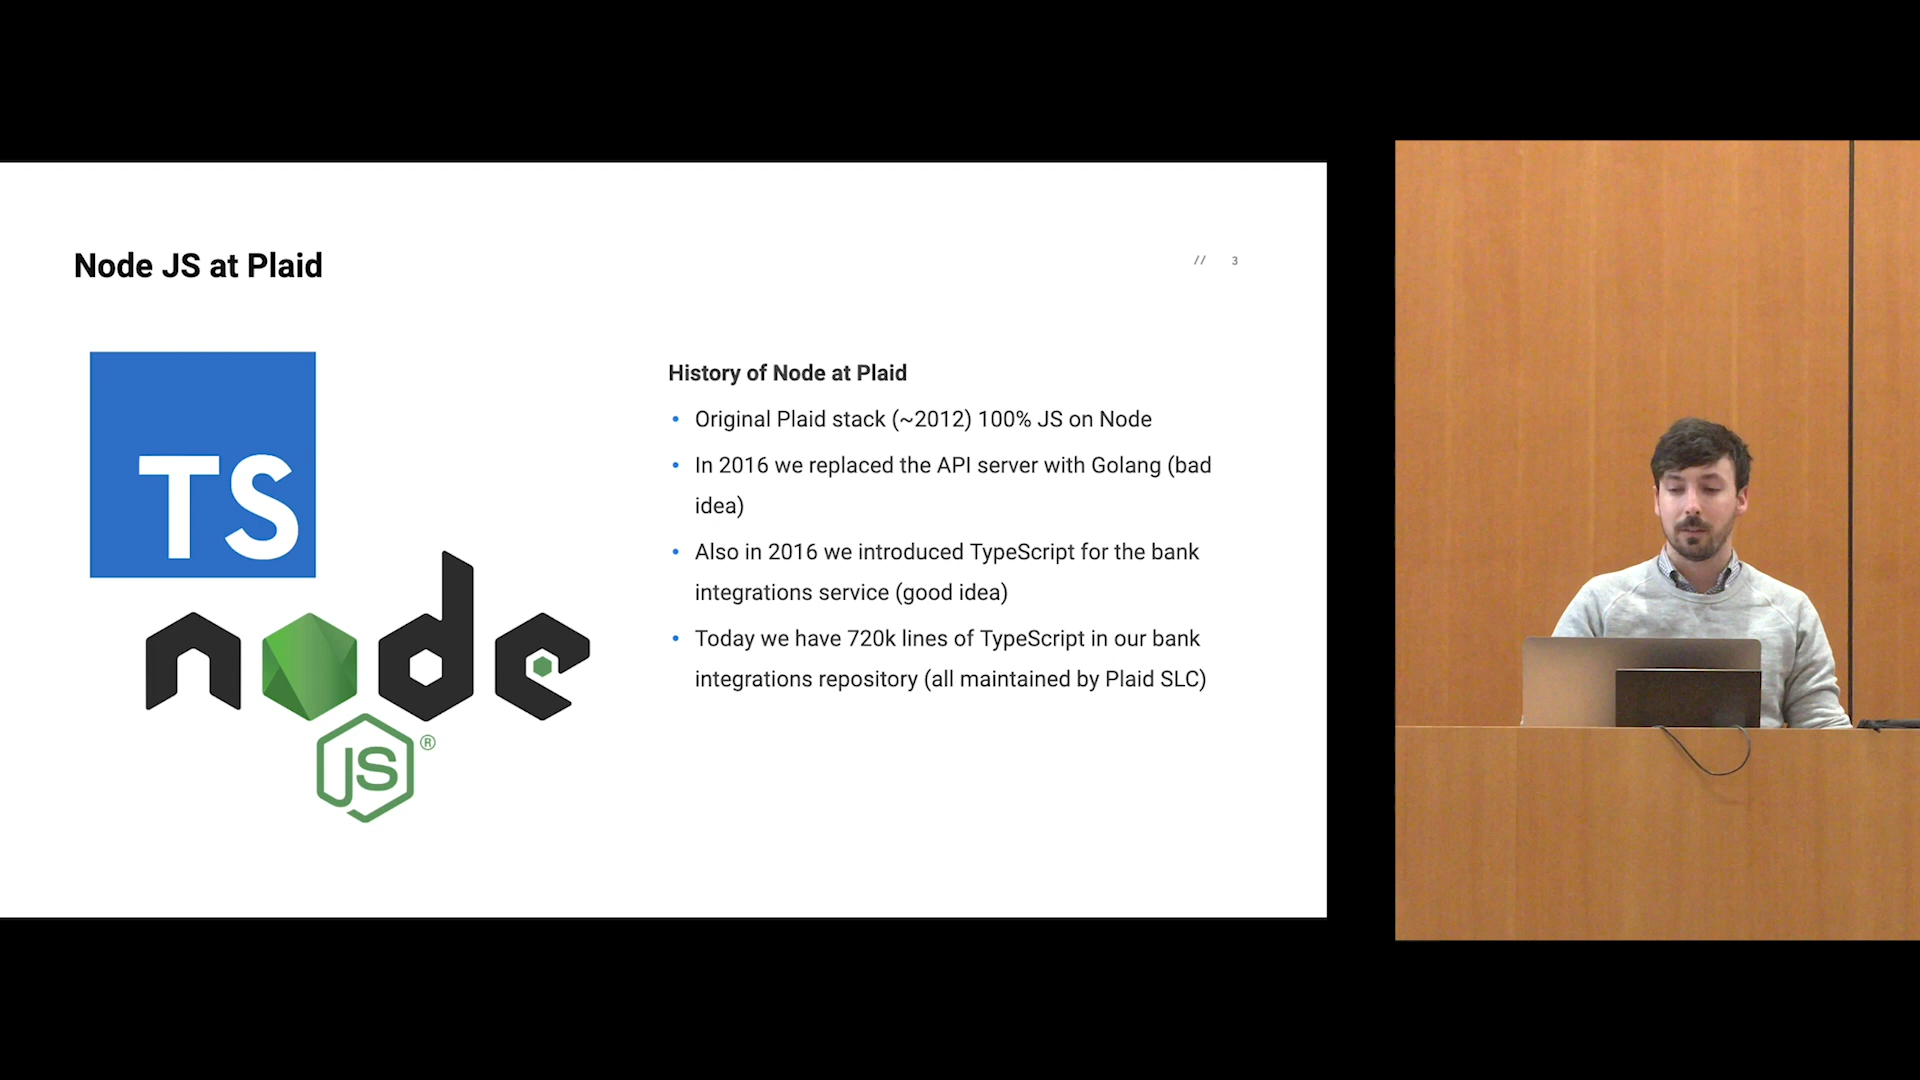 Node JS at Plaid
// 3
TS
node
JS ®
History of Node at Plaid
• Original Plaid stack (~2012) 100% JS on Node
• In 2016 we replaced the API server with Golang (bad
idea)
• Also in 2016 we introduced TypeScript for the bank
integrations service (good idea)
• Today we have 720k lines of TypeScript in our bank
integrations repository (all maintained by Plaid SLC)